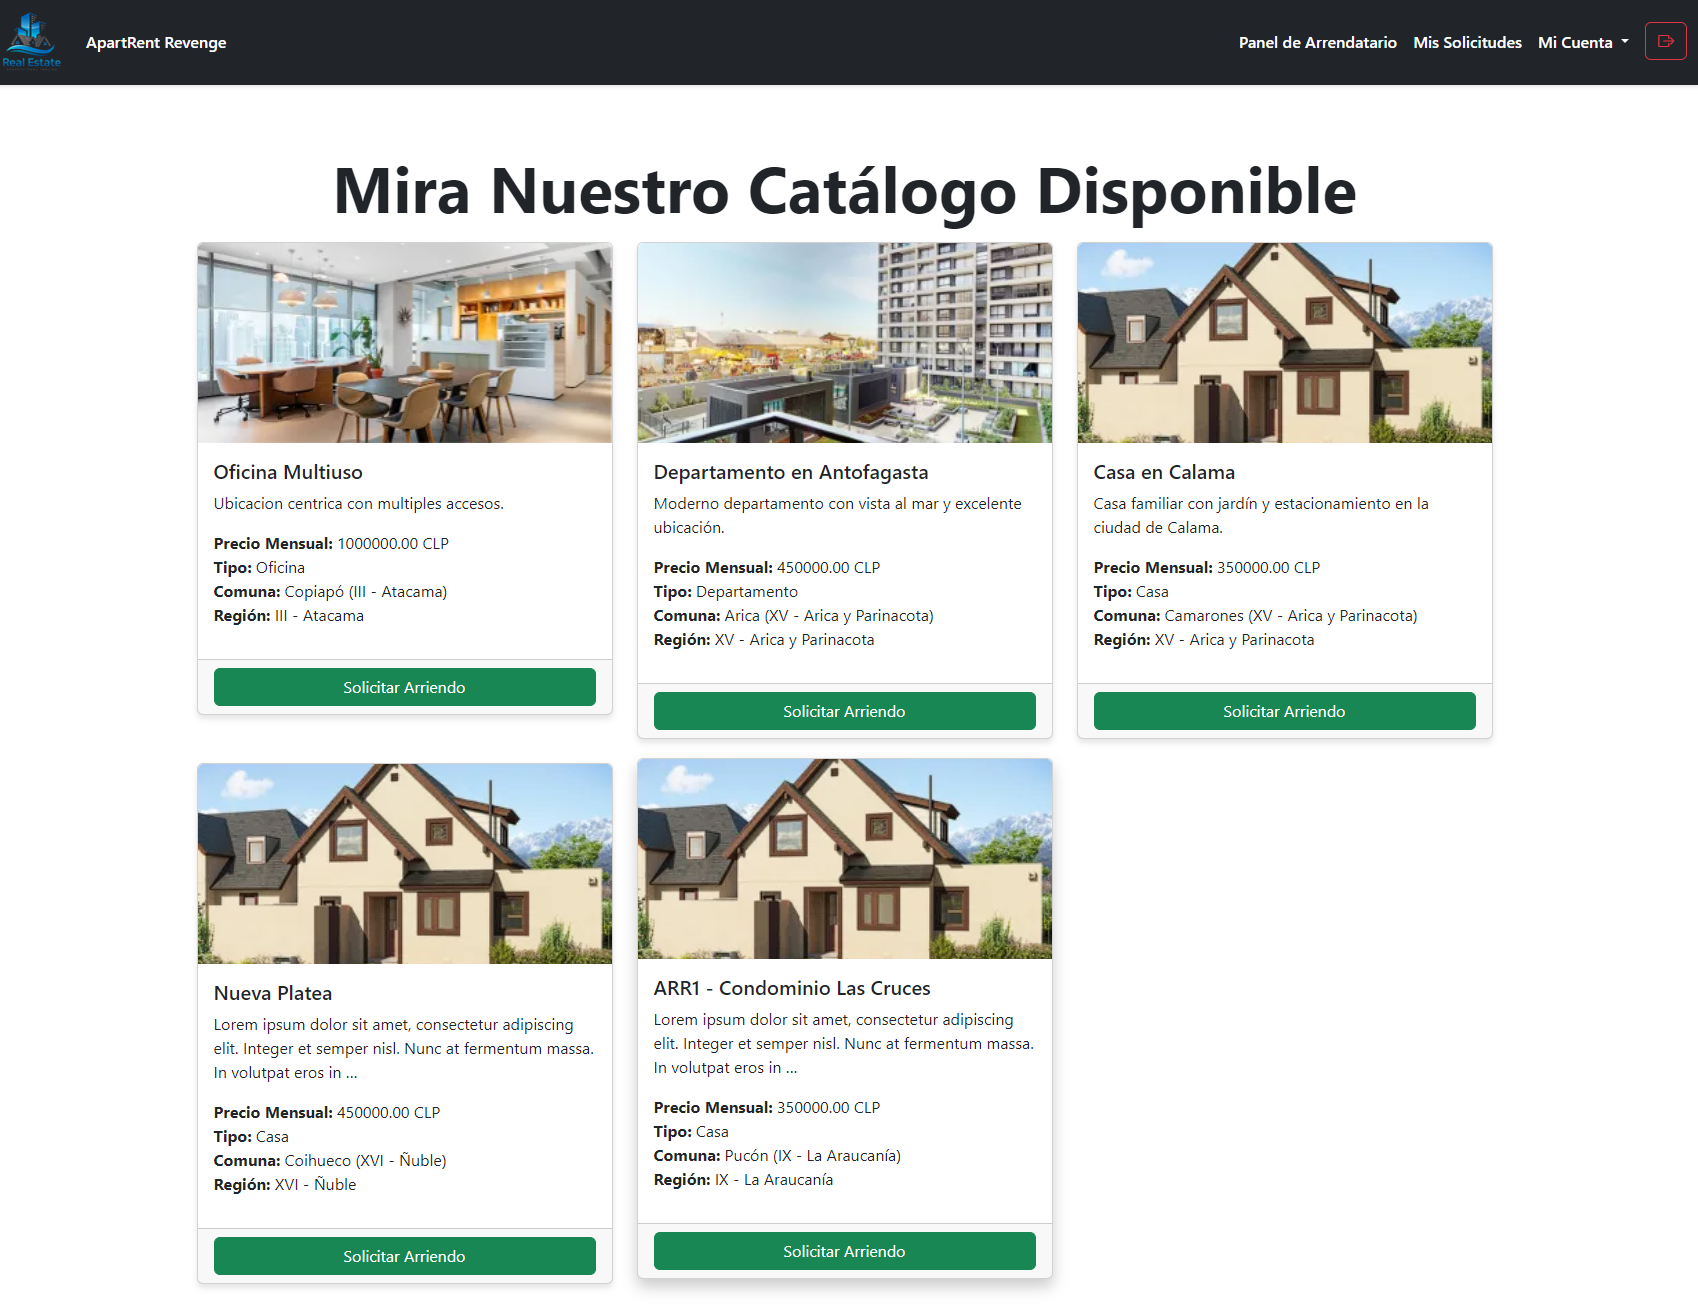 Real Estate
ApartRent Revenge
Panel de Arrendatario
Mis Solicitudes
Mi Cuenta
Mira Nuestro Catálogo Disponible
Oficina Multiuso
Ubicacion centrica con multiples accesos.
Precio Mensual: 1000000.00 CLP
Tipo: Oficina
Comuna: Copiapó (III - Atacama)
Región: III - Atacama
Solicitar Arriendo
Departamento en Antofagasta
Moderno departamento con vista al mar y excelente
ubicación.
Precio Mensual: 450000.00 CLP
Tipo: Departamento
Comuna: Arica (XV - Arica y Parinacota)
Región: XV - Arica y Parinacota
Solicitar Arriendo
Casa en Calama
Casa familiar con jardín y estacionamiento en la
ciudad de Calama.
Precio Mensual: 350000.00 CLP
Tipo: Casa
Comuna: Camarones (XV - Arica y Parinacota)
Región: XV - Arica y Parinacota
Solicitar Arriendo
Nueva Platea
Lorem ipsum dolor sit amet, consectetur adipiscing
elit. Integer et semper nisl. Nunc at fermentum massa.
In volutpat eros in ...
Precio Mensual: 450000.00 CLP
Tipo: Casa
Comuna: Coihueco (XVI - Ñuble)
Región: XVI - Ñuble
Solicitar Arriendo
ARR1 - Condominio Las Cruces
Lorem ipsum dolor sit amet, consectetur adipiscing
elit. Integer et semper nisl. Nunc at fermentum massa.
In volutpat eros in ...
Precio Mensual: 350000.00 CLP
Tipo: Casa
Comuna: Pucón (IX - La Araucanía)
Región: IX - La Araucanía
Solicitar Arriendo